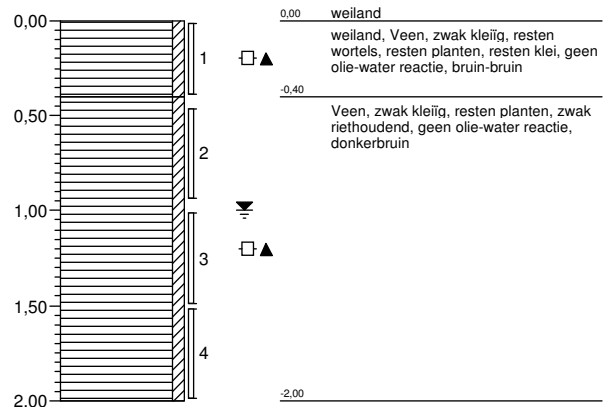 0,00
0,50
1,00
1,50
2,00
1
2
3
4
0,00 weiland
weiland, Veen, zwak kleiïg, resten
wortels, resten planten, resten klei, geen
olie-water reactie, bruin-bruin
-0,40
Veen, zwak kleiïg, resten planten, zwak
riethoudend, geen olie-water reactie,
donkerbruin
-2,00